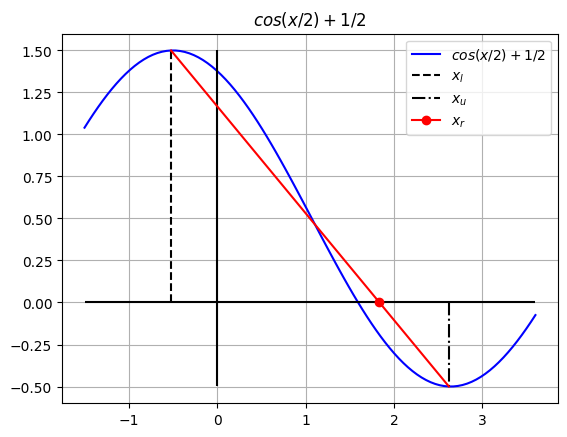 cos(x/2) + 1/2
1.50
1.25
1.00
0.75
0.50
0.25
0.00
−0.25
−0.50
−1
0
1
2
3
cos(x/2) + 1/2
x_l
x_u
x_r